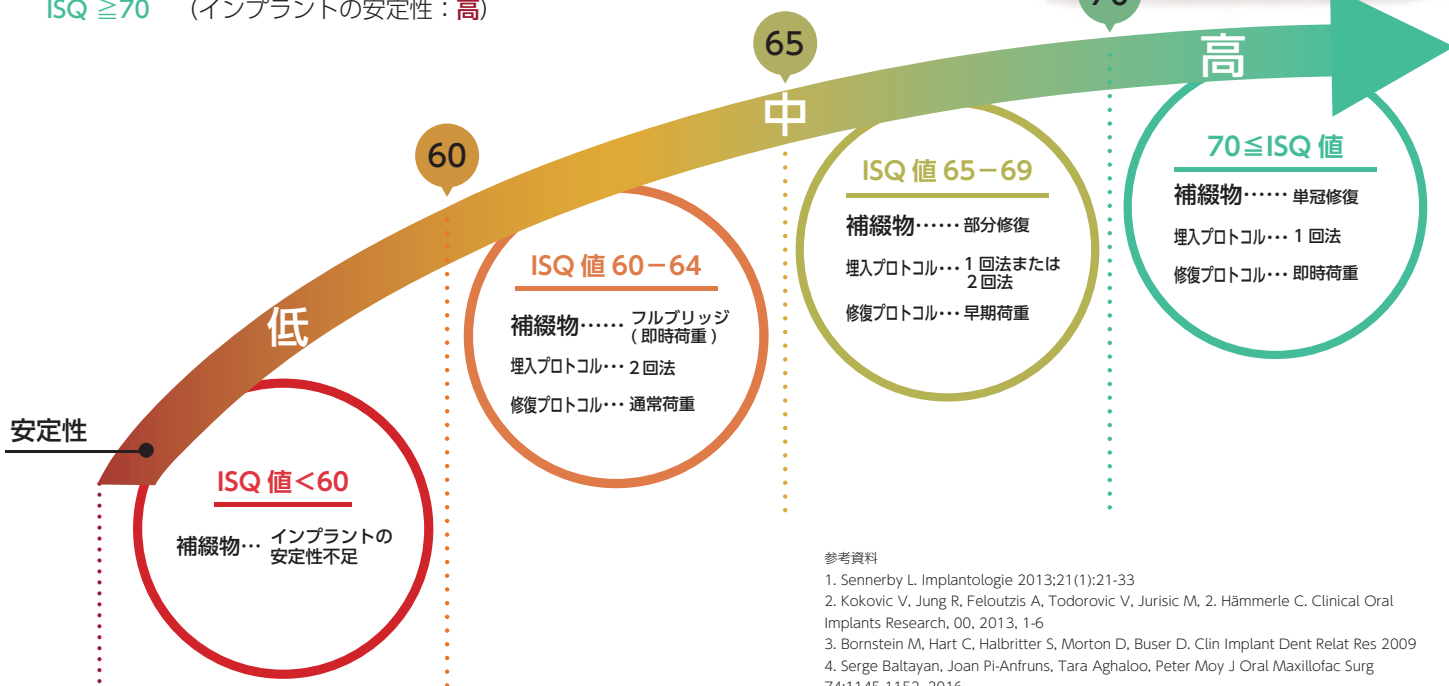 ISQ ≧70 （インプラントの安定性：高）
70
高
65
中
60
低
安定性
70≦ISQ 値
補綴物…… 単冠修復
埋入プロトコル… 1 回法
修復プロトコル… 即時荷重
ISQ 値 65－69
補綴物…… 部分修復
埋入プロトコル… 1 回法または
2 回法
修復プロトコル… 早期荷重
ISQ 値 60－64
補綴物…… フルブリッジ
( 即時荷重 )
埋入プロトコル… 2 回法
修復プロトコル… 通常荷重
ISQ 値＜60
補綴物… インプラントの
安定性不足
参考資料
1. Sennerby L. Implantologie 2013;21(1):21-33
2. Kokovic V, Jung R, Feloutzis A, Todorovic V, Jurisic M, 2. Hämmerle C. Clinical Oral
Implants Research, 00, 2013, 1-6
3. Bornstein M, Hart C, Halbritter S, Morton D, Buser D. Clin Implant Dent Relat Res 2009
4. Serge Baltayan, Joan Pi-Anfruns, Tara Aghaloo, Peter Moy J Oral Maxillofac Surg
74:1145-1152, 2016